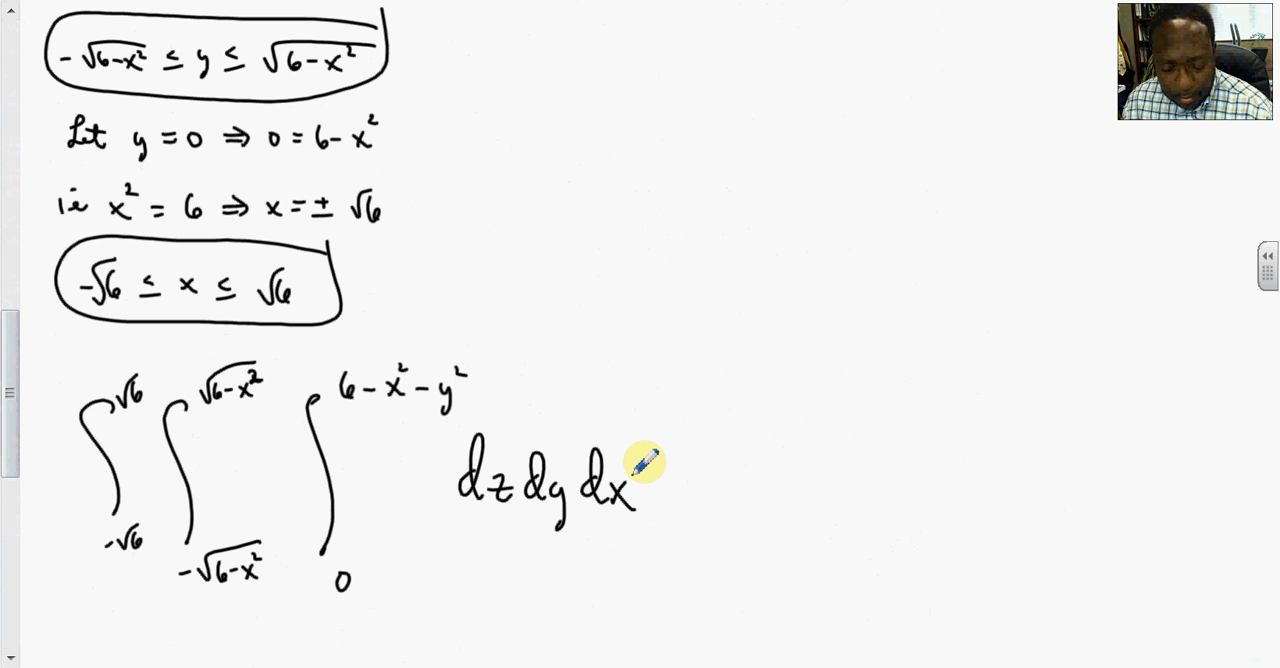 -√(6-x²) ≤ y ≤ √(6-x²)
Let y = 0 ⇒ 0 = 6 - x²
ie x² = 6 ⇒ x = ± √6
-√6 ≤ x ≤ √6
∫_{-√6}^{√6} ∫_{-√(6-x²)}^{√(6-x²)} ∫_{0}^{6-x²-y²} dz dy dx